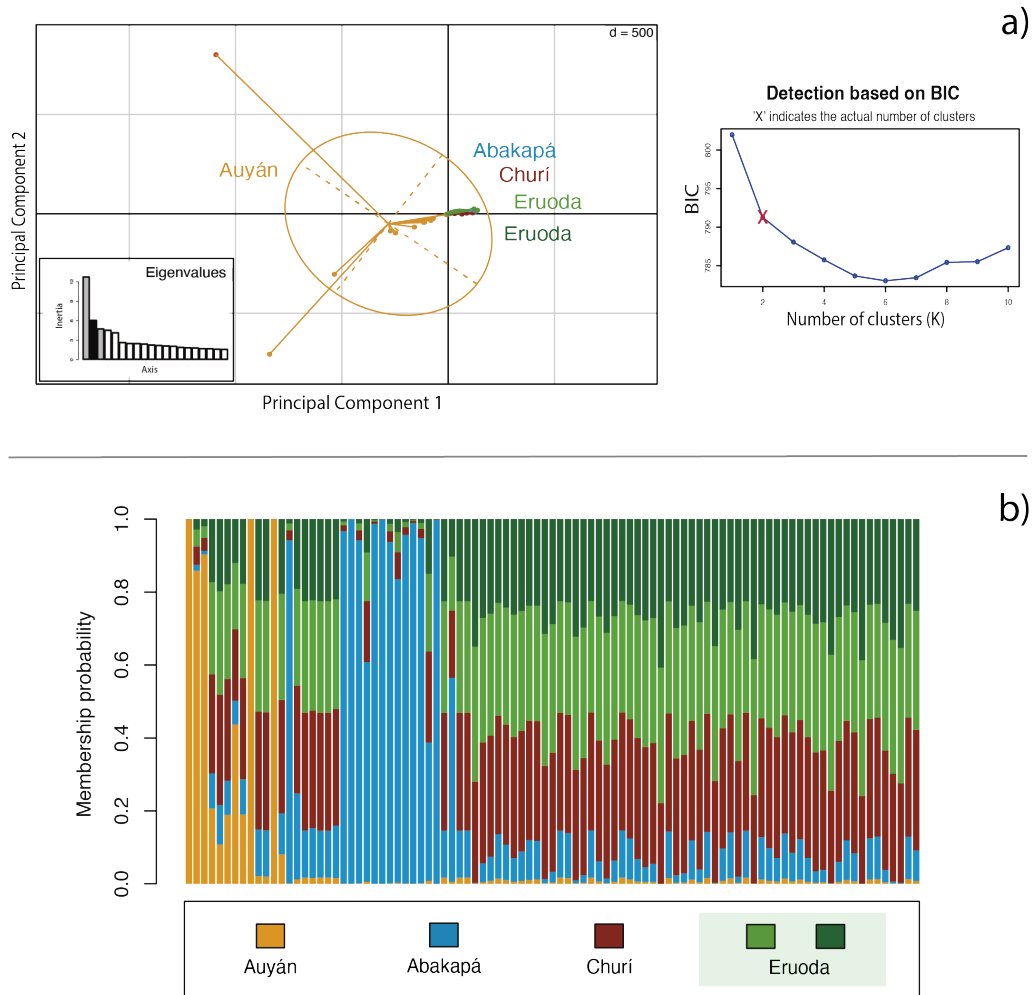 a)
d = 500
Principal Component 2
Auyán
Abakapá
Churí
Eruoda
Eruoda
Eigenvalues
Inertia
Axis
Principal Component 1
Detection based on BIC
'X' indicates the actual number of clusters
BIC
800
795
790
785
X
2
4
6
8
10
Number of clusters (K)
b)
Membership probability
1.0
0.8
0.6
0.4
0.2
0.0
Auyán
Abakapá
Churí
Eruoda